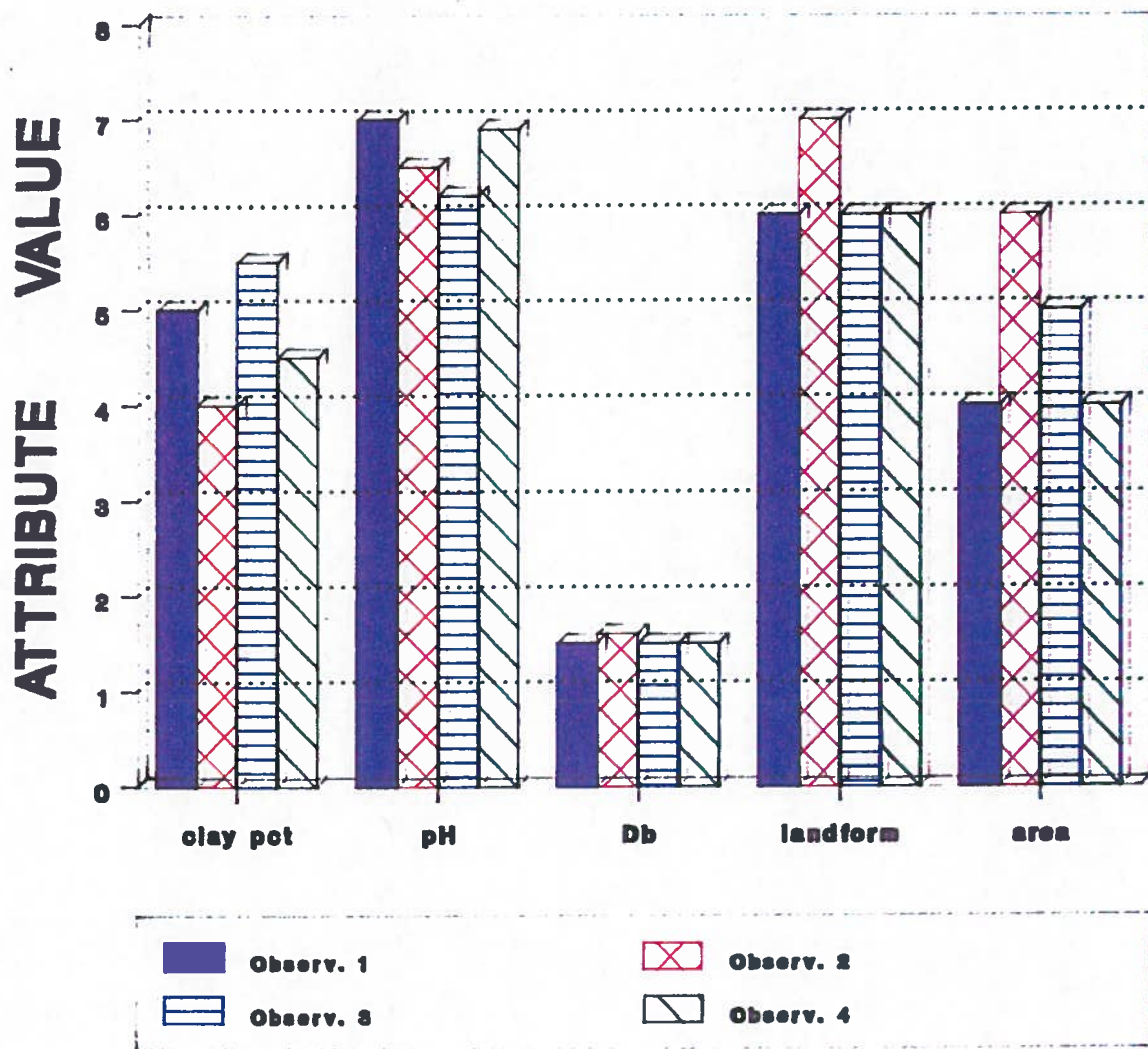 ATTRIBUTE VALUE
8
7
6
5
4
3
2
1
0
clay pct pH Db landform area
Observ. 1 Observ. 2
Observ. 3 Observ. 4